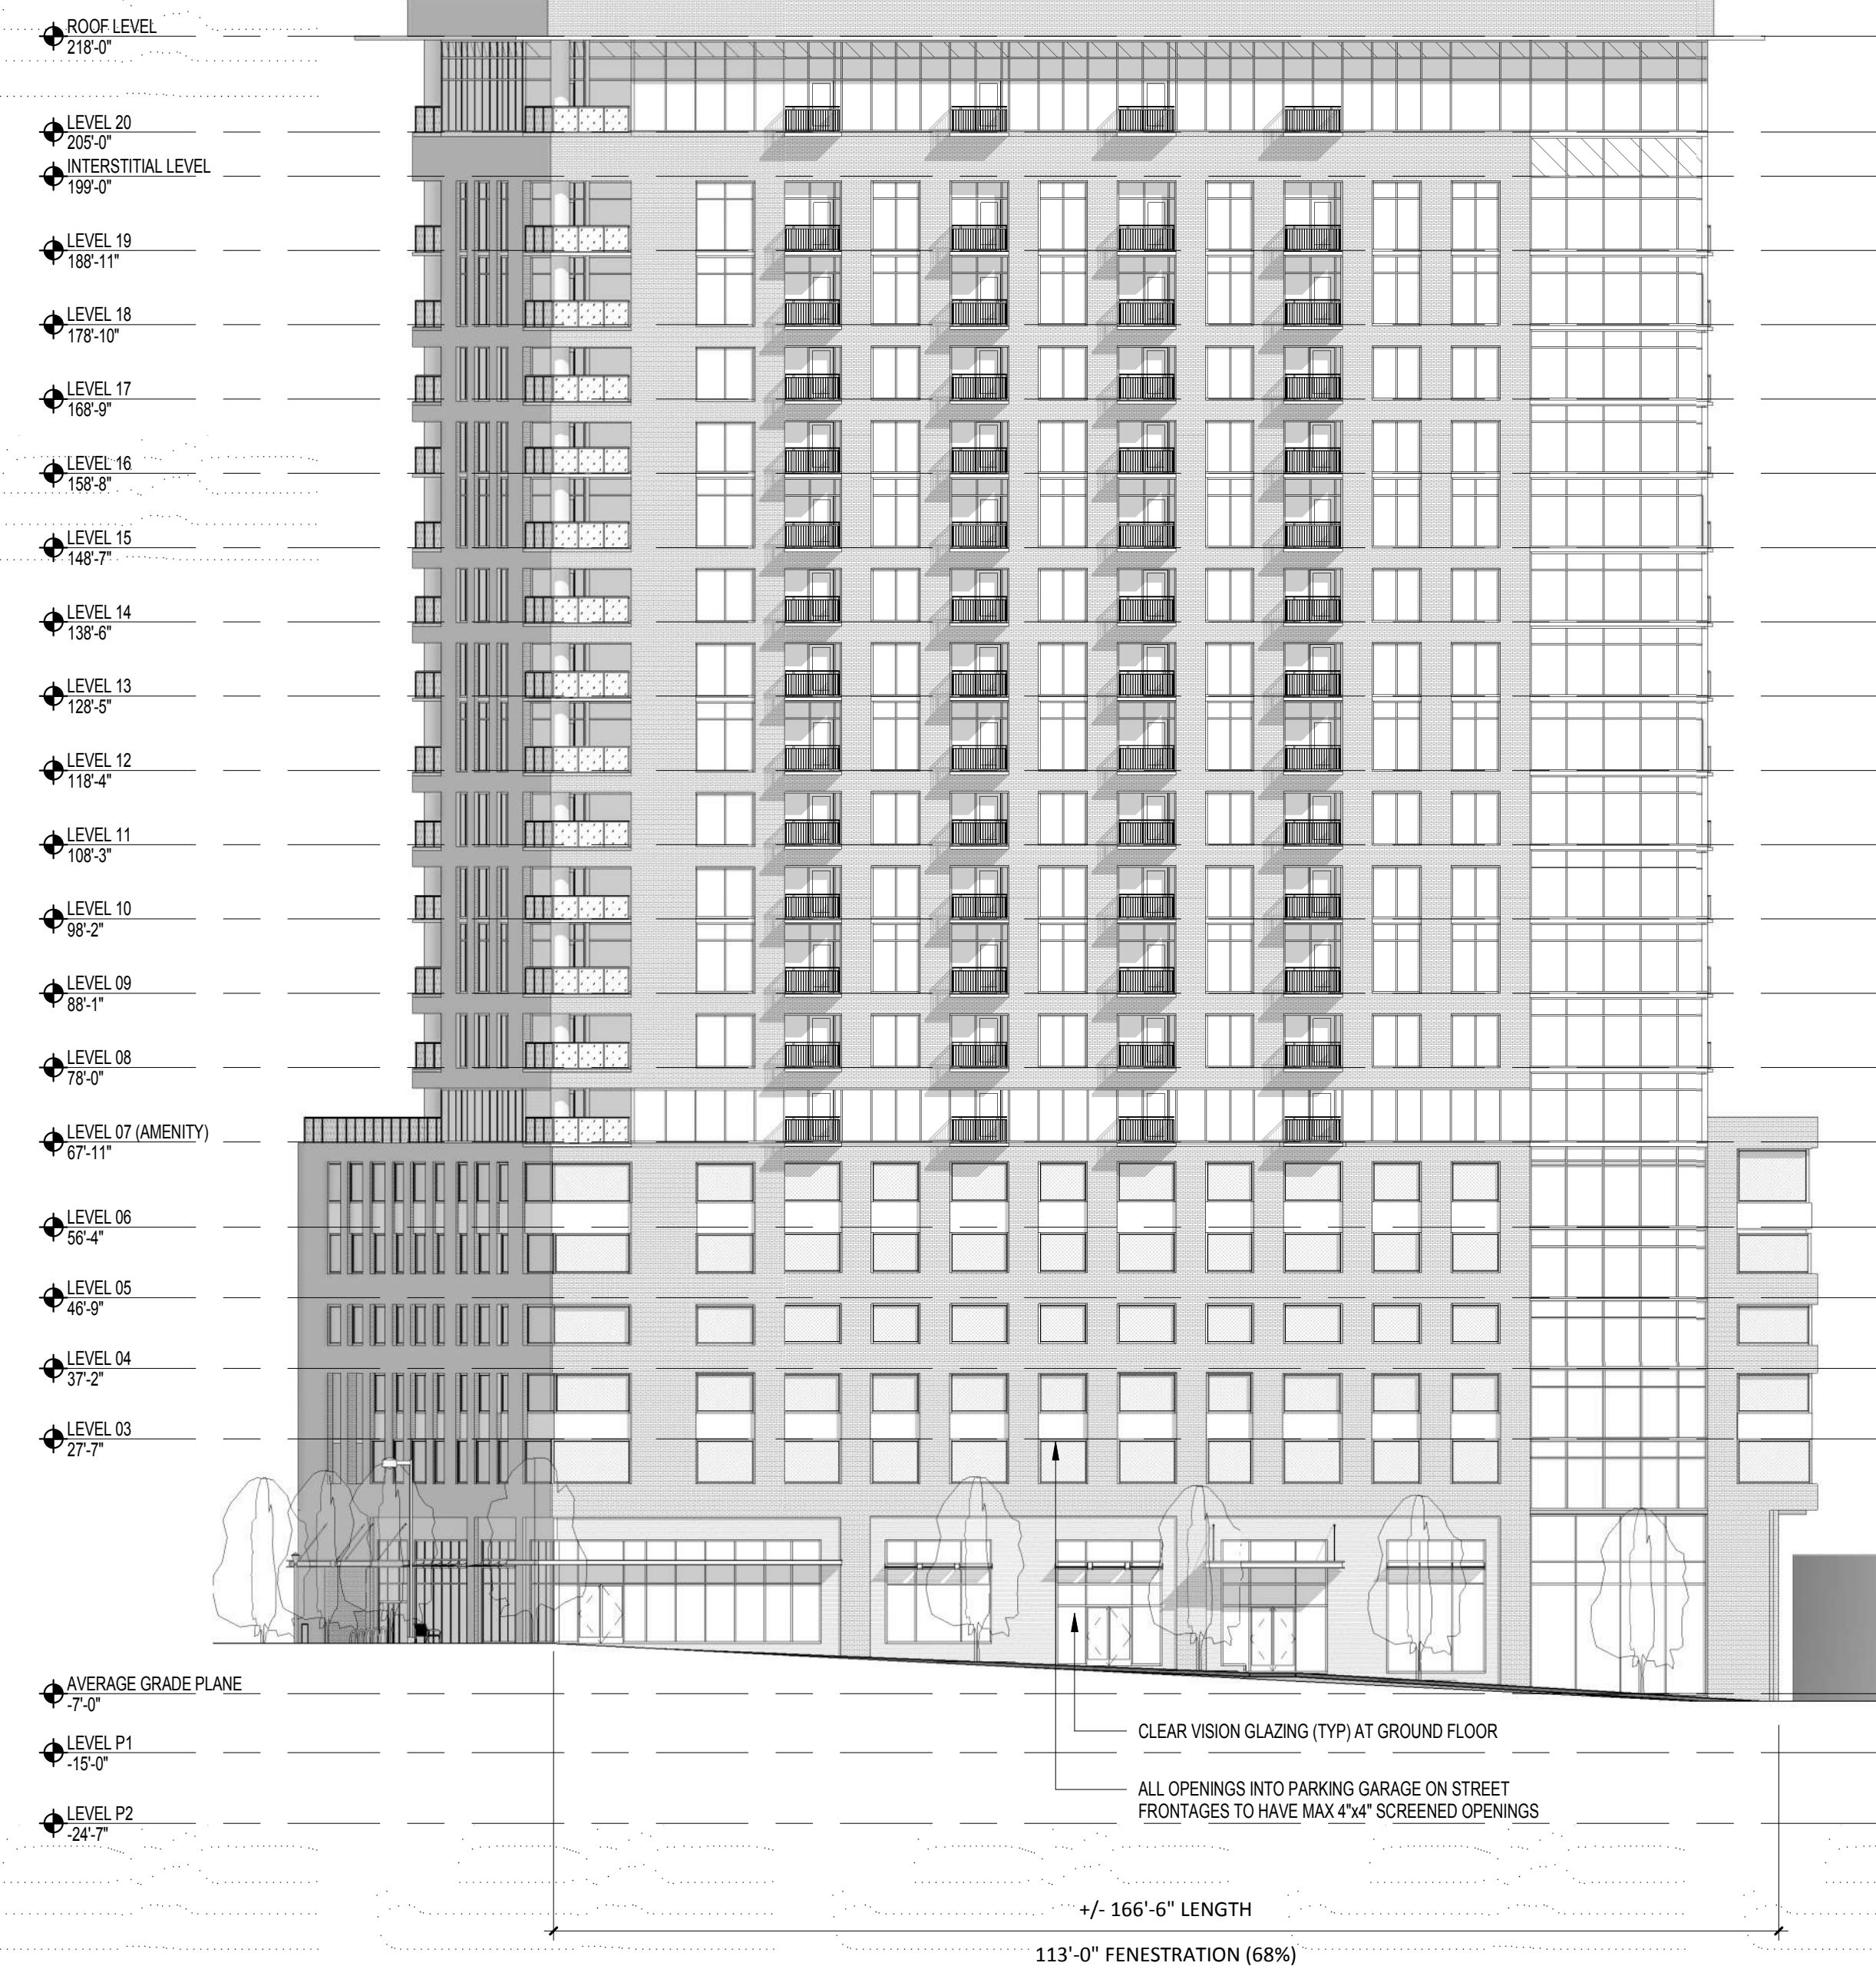 ROOF LEVEL
218'-0"
LEVEL 20
205'-0"
INTERSTITIAL LEVEL
199'-0"
LEVEL 19
188'-11"
LEVEL 18
178'-10"
LEVEL 17
168'-9"
LEVEL 16
158'-8"
LEVEL 15
148'-7"
LEVEL 14
138'-6"
LEVEL 13
128'-5"
LEVEL 12
118'-4"
LEVEL 11
108'-3"
LEVEL 10
98'-2"
LEVEL 09
88'-1"
LEVEL 08
78'-0"
LEVEL 07 (AMENITY)
67'-11"
LEVEL 06
56'-4"
LEVEL 05
46'-9"
LEVEL 04
37'-2"
LEVEL 03
27'-7"
AVERAGE GRADE PLANE
-7'-0"
LEVEL P1
-15'-0"
LEVEL P2
-24'-7"
CLEAR VISION GLAZING (TYP) AT GROUND FLOOR
ALL OPENINGS INTO PARKING GARAGE ON STREET
FRONTAGES TO HAVE MAX 4"x4" SCREENED OPENINGS
+/- 166'-6" LENGTH
113'-0" FENESTRATION (68%)